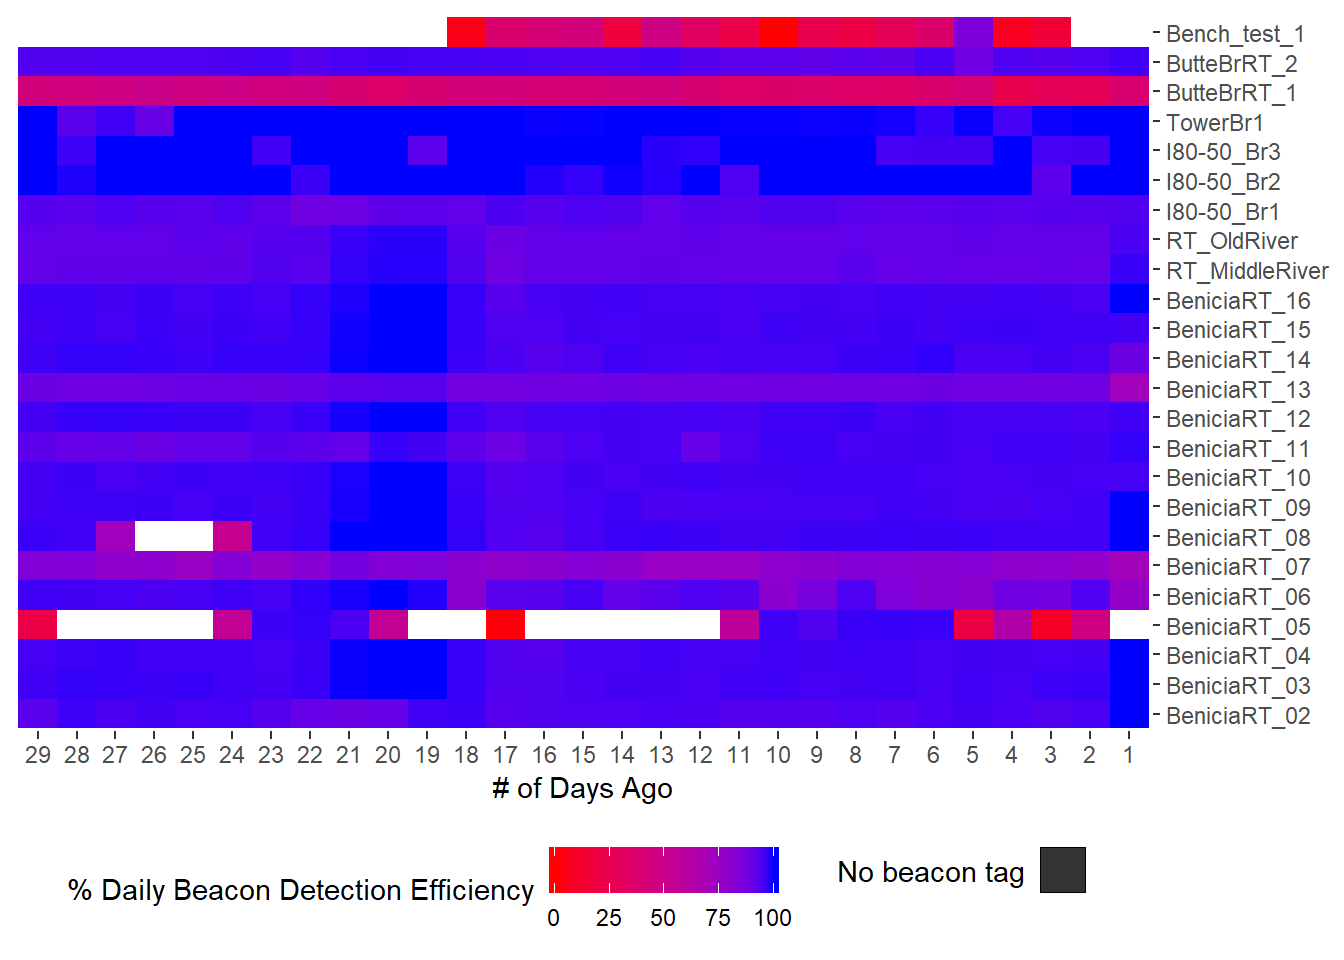 Bench_test_1
ButteBrRT_2
ButteBrRT_1
TowerBr1
I80-50_Br3
I80-50_Br2
I80-50_Br1
RT_OldRiver
RT_MiddleRiver
BeniciaRT_16
BeniciaRT_15
BeniciaRT_14
BeniciaRT_13
BeniciaRT_12
BeniciaRT_11
BeniciaRT_10
BeniciaRT_09
BeniciaRT_08
BeniciaRT_07
BeniciaRT_06
BeniciaRT_05
BeniciaRT_04
BeniciaRT_03
BeniciaRT_02
29 28 27 26 25 24 23 22 21 20 19 18 17 16 15 14 13 12 11 10 9 8 7 6 5 4 3 2 1
# of Days Ago
% Daily Beacon Detection Efficiency
0 25 50 75 100
No beacon tag